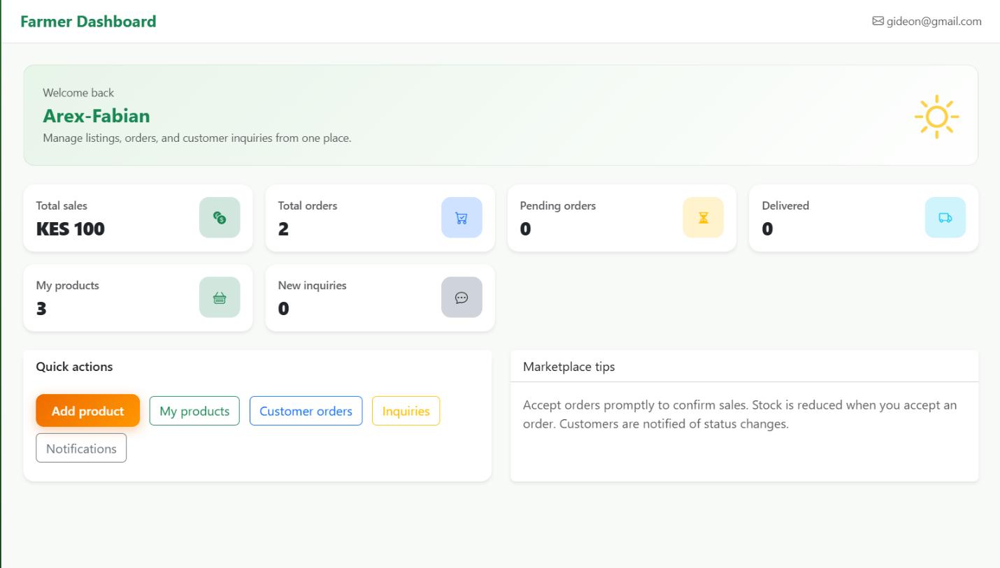 Farmer Dashboard
gideon@gmail.com
Welcome back
Arex-Fabian
Manage listings, orders, and customer inquiries from one place.
Total sales
KES 100
Total orders
2
Pending orders
0
Delivered
0
My products
3
New inquiries
0
Quick actions
Add product
My products
Customer orders
Inquiries
Notifications
Marketplace tips
Accept orders promptly to confirm sales. Stock is reduced when you accept an
order. Customers are notified of status changes.